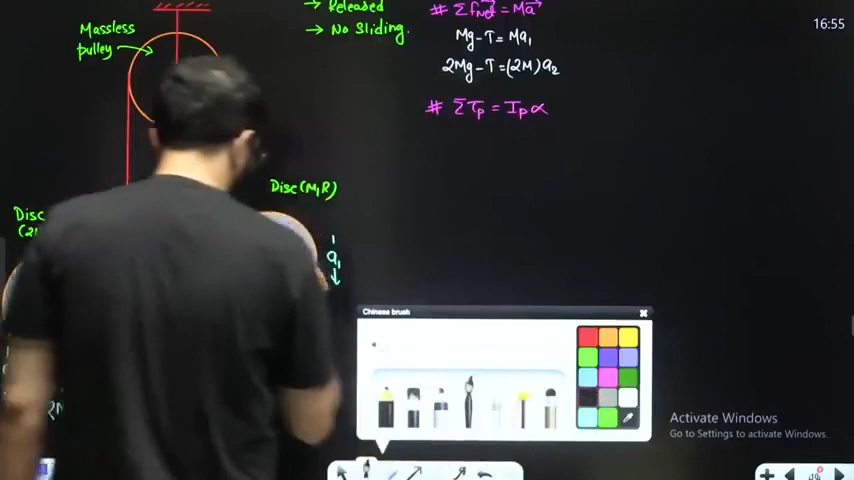 Massless
pulley
→ Released
→ No Sliding.
# Σf⃗Net = Ma⃗
Mg-T = Ma₁
2Mg-T = (2M) a₂
# Στp = Ip α
16:55
Disc (M,R)
Disc
a₁
Chinese brush
Activate Windows
Go to Settings to activate Windows.